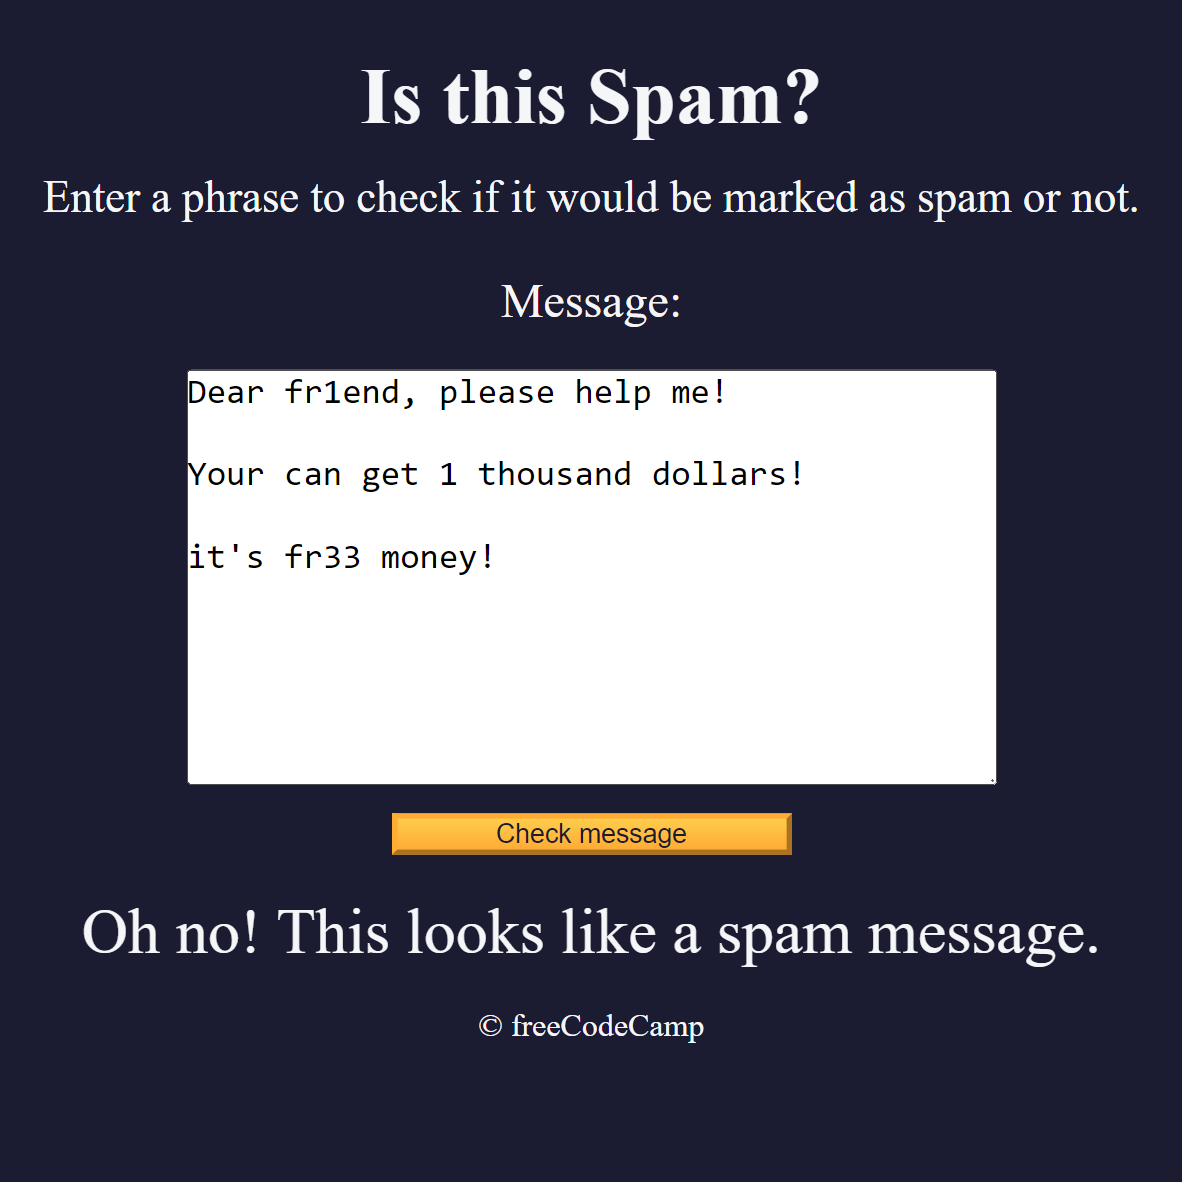 Is this Spam?
Enter a phrase to check if it would be marked as spam or not.
Message:
Dear fr1end, please help me!
Your can get 1 thousand dollars!
it's fr33 money!
Check message
Oh no! This looks like a spam message.
© freeCodeCamp